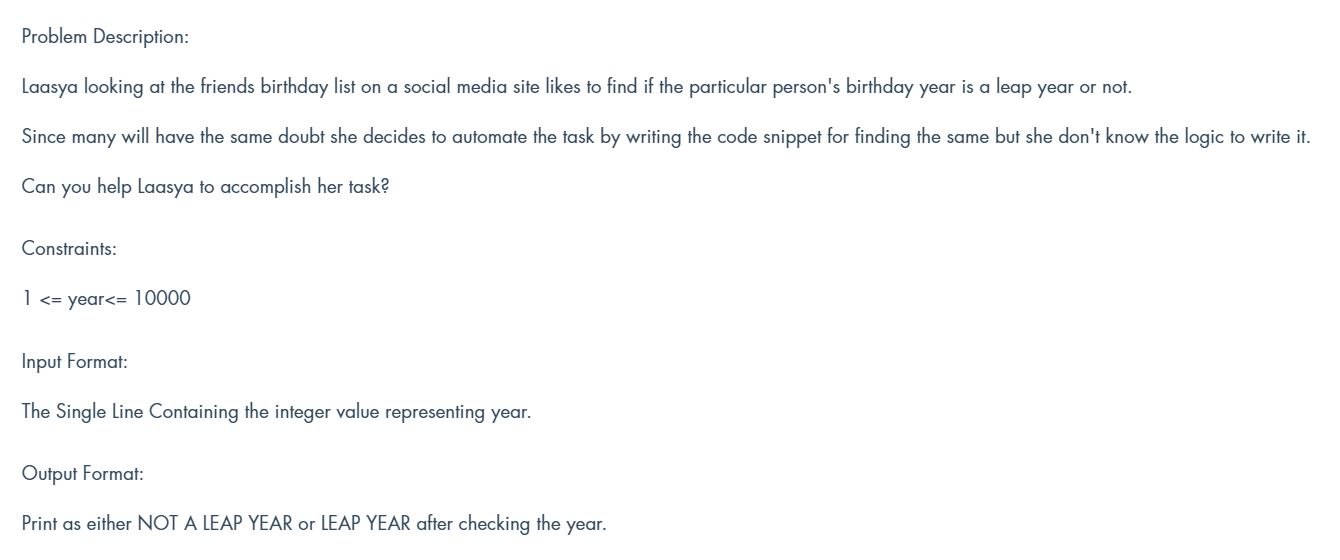 Problem Description:
Laasya looking at the friends birthday list on a social media site likes to find if the particular person's birthday year is a leap year or not.
Since many will have the same doubt she decides to automate the task by writing the code snippet for finding the same but she don't know the logic to write it.
Can you help Laasya to accomplish her task?
Constraints:
1 <= year<= 10000
Input Format:
The Single Line Containing the integer value representing year.
Output Format:
Print as either NOT A LEAP YEAR or LEAP YEAR after checking the year.